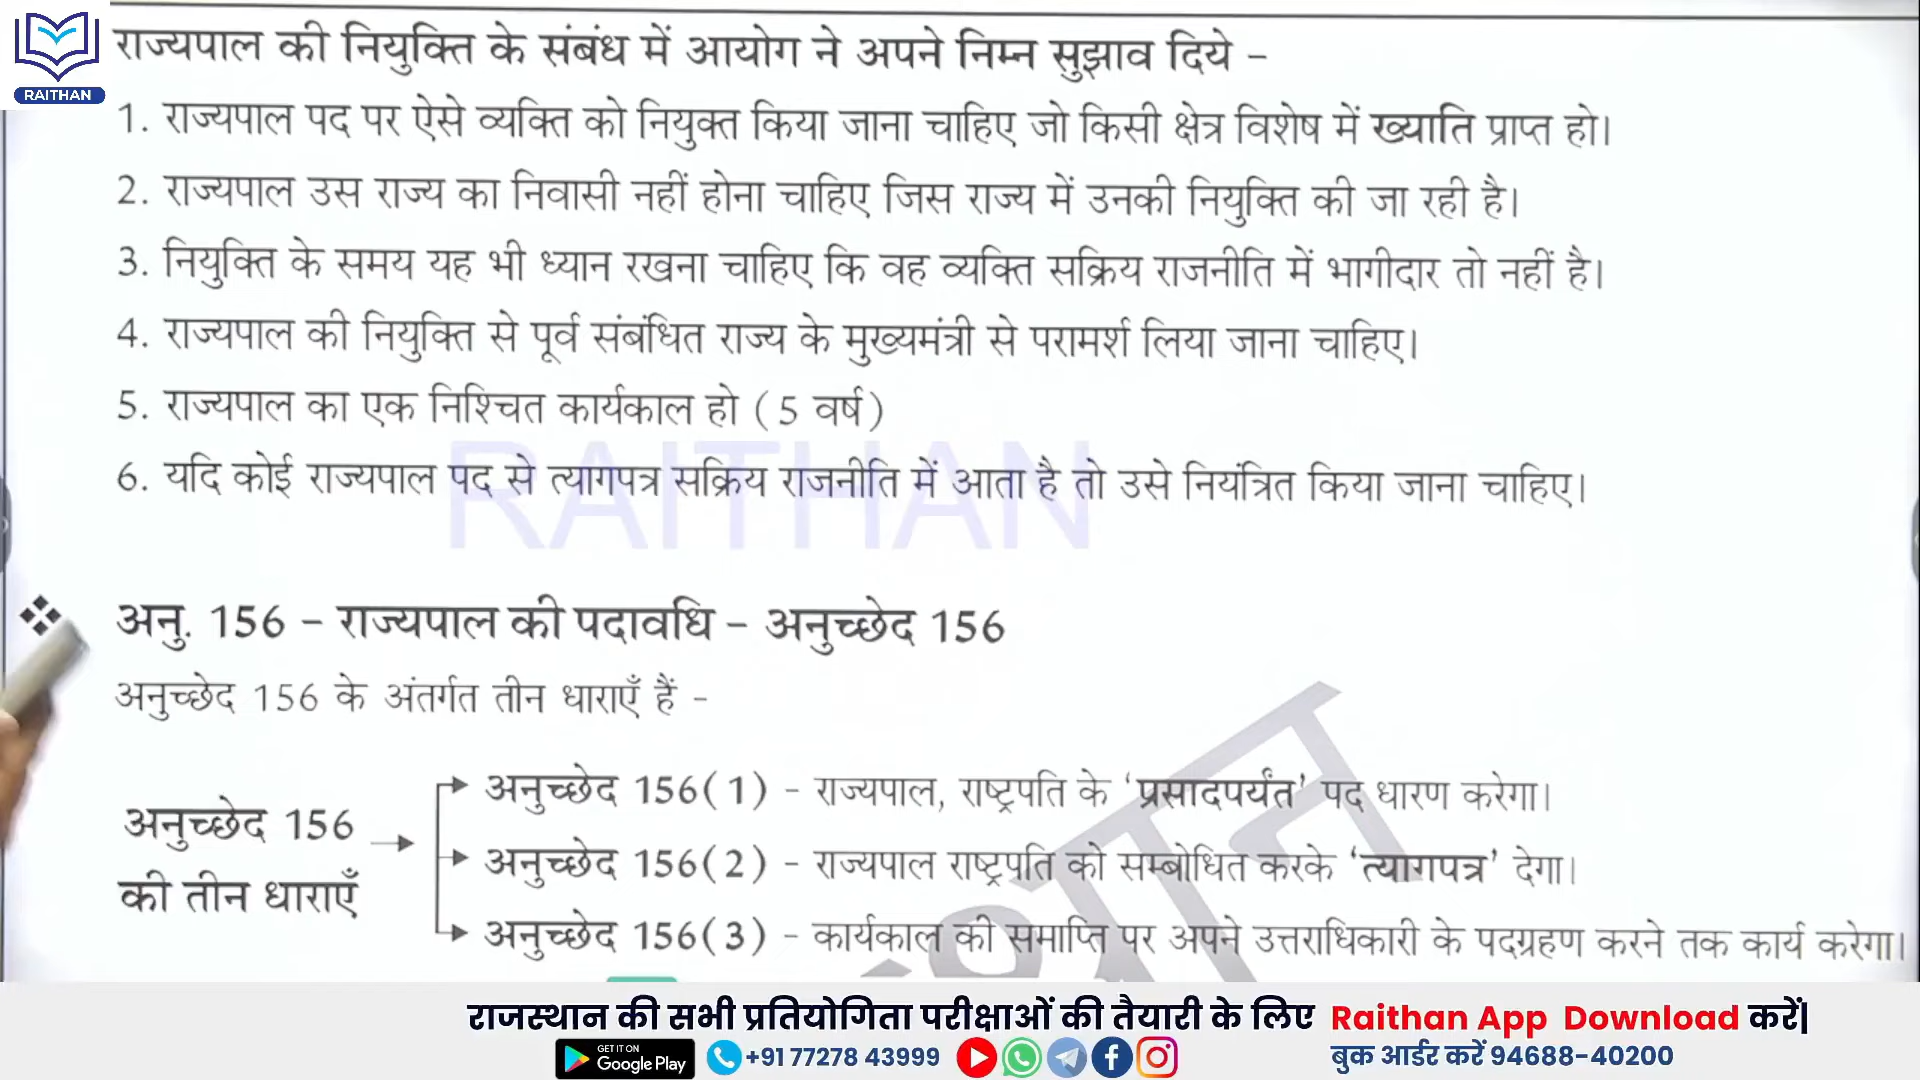 RAITHAN
राज्यपाल की नियुक्ति के संबंध में आयोग ने अपने निम्न सुझाव दिये -
1. राज्यपाल पद पर ऐसे व्यक्ति को नियुक्त किया जाना चाहिए जो किसी क्षेत्र विशेष में ख्याति प्राप्त हो।
2. राज्यपाल उस राज्य का निवासी नहीं होना चाहिए जिस राज्य में उनकी नियुक्ति की जा रही है।
3. नियुक्ति के समय यह भी ध्यान रखना चाहिए कि वह व्यक्ति सक्रिय राजनीति में भागीदार तो नहीं है।
4. राज्यपाल की नियुक्ति से पूर्व संबंधित राज्य के मुख्यमंत्री से परामर्श लिया जाना चाहिए।
5. राज्यपाल का एक निश्चित कार्यकाल हो (5 वर्ष)
6. यदि कोई राज्यपाल पद से त्यागपत्र सक्रिय राजनीति में आता है तो उसे नियंत्रित किया जाना चाहिए।
RAITHAN
अनु. 156 - राज्यपाल की पदावधि - अनुच्छेद 156
अनुच्छेद 156 के अंतर्गत तीन धाराएँ हैं -
अनुच्छेद 156
की तीन धाराएँ
अनुच्छेद 156(1) - राज्यपाल, राष्ट्रपति के 'प्रसादपर्यंत' पद धारण करेगा।
अनुच्छेद 156(2) - राज्यपाल राष्ट्रपति को सम्बोधित करके 'त्यागपत्र' देगा।
अनुच्छेद 156(3) - कार्यकाल की समाप्ति पर अपने उत्तराधिकारी के पदग्रहण करने तक कार्य करेगा।
राजस्थान की सभी प्रतियोगिता परीक्षाओं की तैयारी के लिए Raithan App Download करें|
GET IT ON
Google Play
+91 77278 43999
बुक आर्डर करें 94688-40200